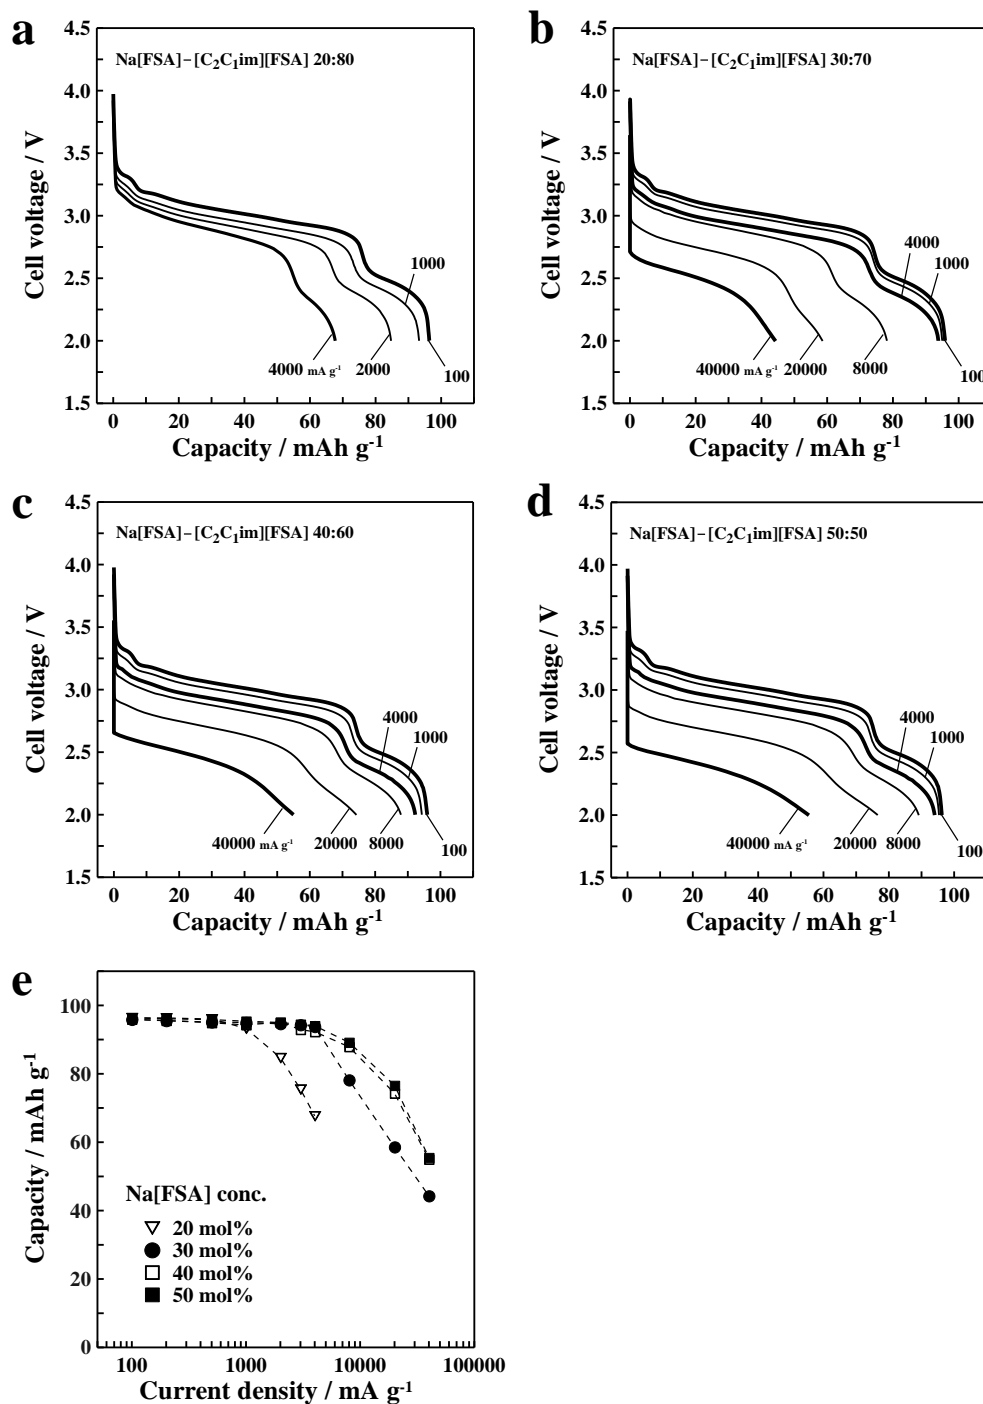 a
Na[FSA]–[C₂C₁im][FSA] 20:80
Cell voltage / V
4.5
4.0
3.5
3.0
2.5
2.0
1.5
1000
4000 mA g⁻¹
2000
100
0 20 40 60 80 100
Capacity / mAh g⁻¹
b
Na[FSA]–[C₂C₁im][FSA] 30:70
Cell voltage / V
4.5
4.0
3.5
3.0
2.5
2.0
1.5
4000
1000
40000 mA g⁻¹
20000
8000
100
0 20 40 60 80 100
Capacity / mAh g⁻¹
c
Na[FSA]–[C₂C₁im][FSA] 40:60
Cell voltage / V
4.5
4.0
3.5
3.0
2.5
2.0
1.5
4000
1000
40000 mA g⁻¹
20000
8000
100
0 20 40 60 80 100
Capacity / mAh g⁻¹
d
Na[FSA]–[C₂C₁im][FSA] 50:50
Cell voltage / V
4.5
4.0
3.5
3.0
2.5
2.0
1.5
4000
1000
40000 mA g⁻¹
20000
8000
100
0 20 40 60 80 100
Capacity / mAh g⁻¹
e
Capacity / mAh g⁻¹
100
80
60
40
20
0
Na[FSA] conc.
20 mol%
30 mol%
40 mol%
50 mol%
100 1000 10000 100000
Current density / mA g⁻¹